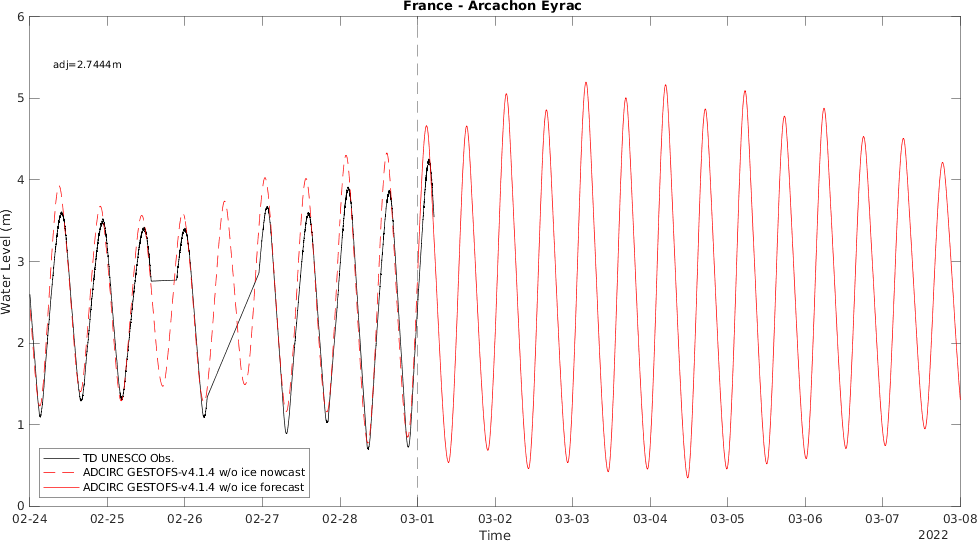 France - Arcachon Eyrac
adj=2.7444m
Water Level (m)
6
5
4
3
2
1
0
TD UNESCO Obs.
ADCIRC GESTOFS-v4.1.4 w/o ice nowcast
ADCIRC GESTOFS-v4.1.4 w/o ice forecast
02-24 02-25 02-26 02-27 02-28 03-01 03-02 03-03 03-04 03-05 03-06 03-07 03-08
Time
2022